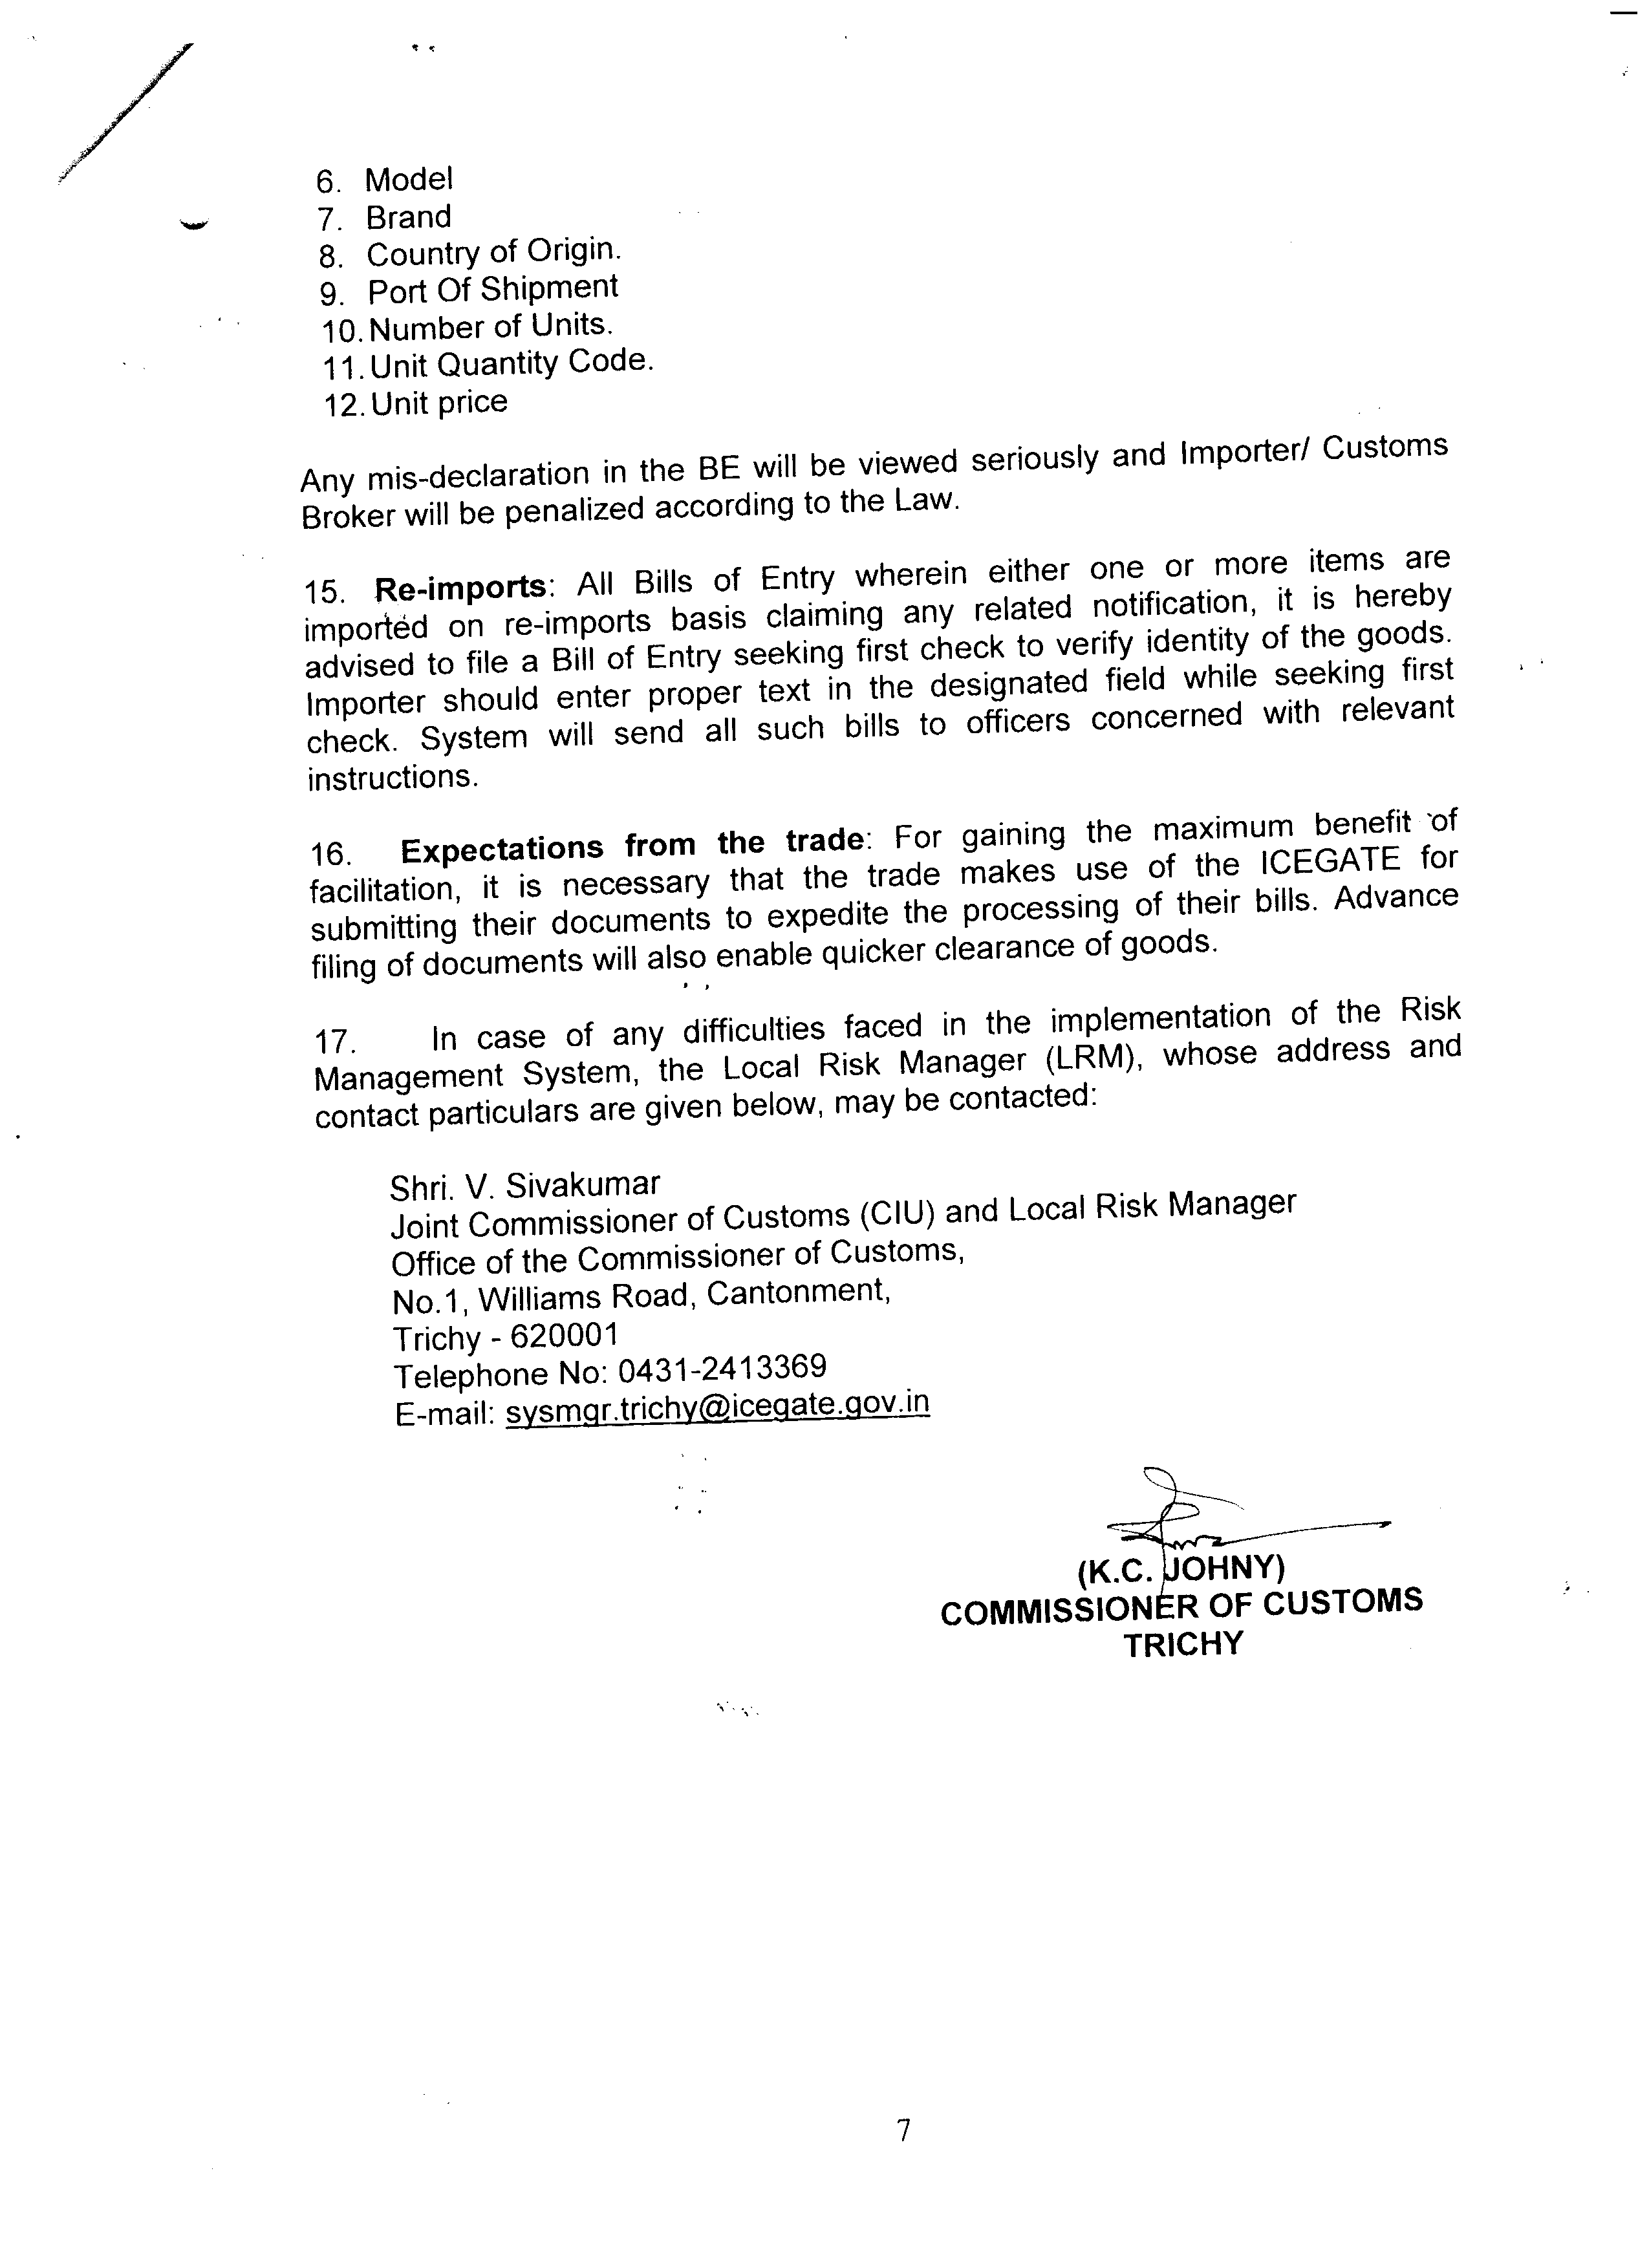 6. Model
7. Brand
8. Country of Origin.
9. Port Of Shipment
10. Number of Units.
11. Unit Quantity Code.
12. Unit price
Any mis-declaration in the BE will be viewed seriously and Importer/ Customs
Broker will be penalized according to the Law.
15. Re-imports: All Bills of Entry wherein either one or more items are
imported on re-imports basis claiming any related notification, it is hereby
advised to file a Bill of Entry seeking first check to verify identity of the goods.
Importer should enter proper text in the designated field while seeking first
check. System will send all such bills to officers concerned with relevant
instructions.
16. Expectations from the trade: For gaining the maximum benefit of
facilitation, it is necessary that the trade makes use of the ICEGATE for
submitting their documents to expedite the processing of their bills. Advance
filing of documents will also enable quicker clearance of goods.
17. In case of any difficulties faced in the implementation of the Risk
Management System, the Local Risk Manager (LRM), whose address and
contact particulars are given below, may be contacted:
Shri. V. Sivakumar
Joint Commissioner of Customs (CIU) and Local Risk Manager
Office of the Commissioner of Customs,
No.1, Williams Road, Cantonment,
Trichy - 620001
Telephone No: 0431-2413369
E-mail: sysmgr.trichy@icegate.gov.in
(K.C. JOHNY)
COMMISSIONER OF CUSTOMS
TRICHY
7